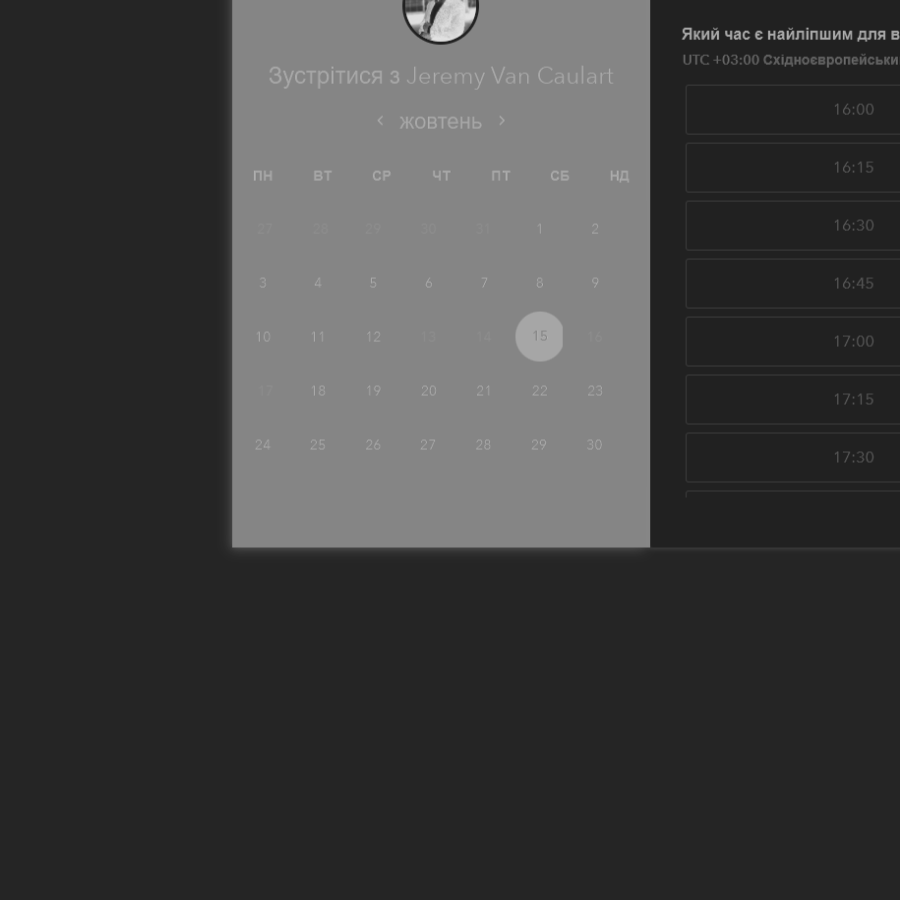 Зустрітися з Jeremy Van Caulart
жовтень
ПН ВТ СР ЧТ ПТ СБ НД
27 28 29 30 31 1 2
3 4 5 6 7 8 9
10 11 12 13 14 15 16
17 18 19 20 21 22 23
24 25 26 27 28 29 30
Який час є найліпшим для в
UTC +03:00 Східноєвропейськи
16:00
16:15
16:30
16:45
17:00
17:15
17:30